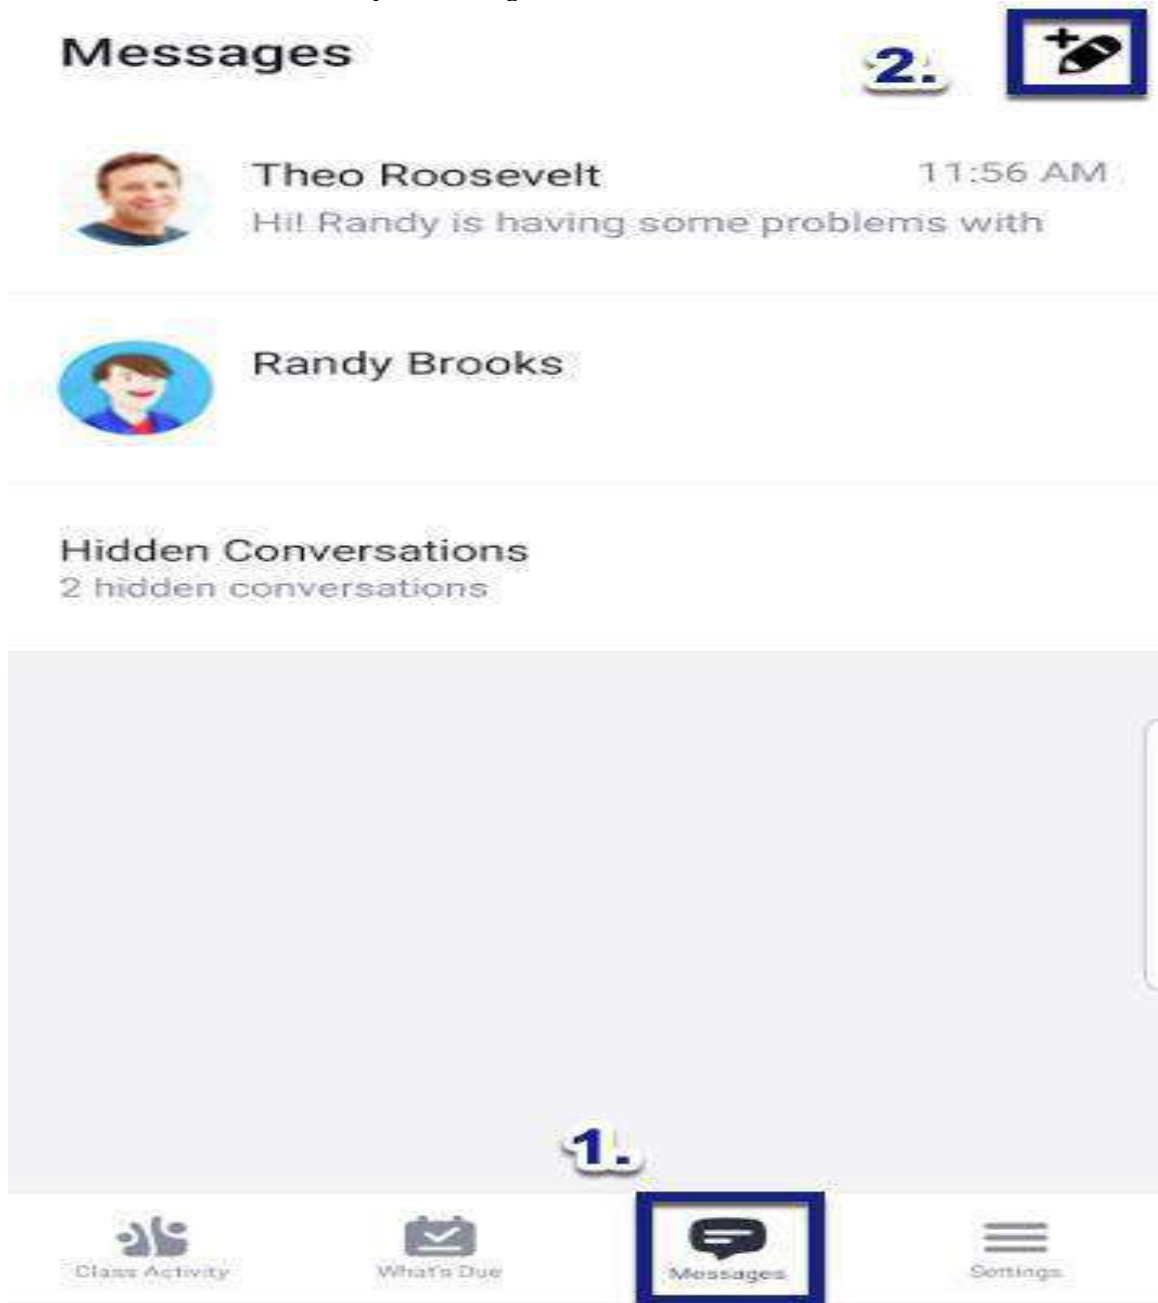 Messages
2.
Theo Roosevelt
11:56 AM
Hi! Randy is having some problems with
Randy Brooks
Hidden Conversations
2 hidden conversations
1.
Class Activity
What's Due
Messages
Settings